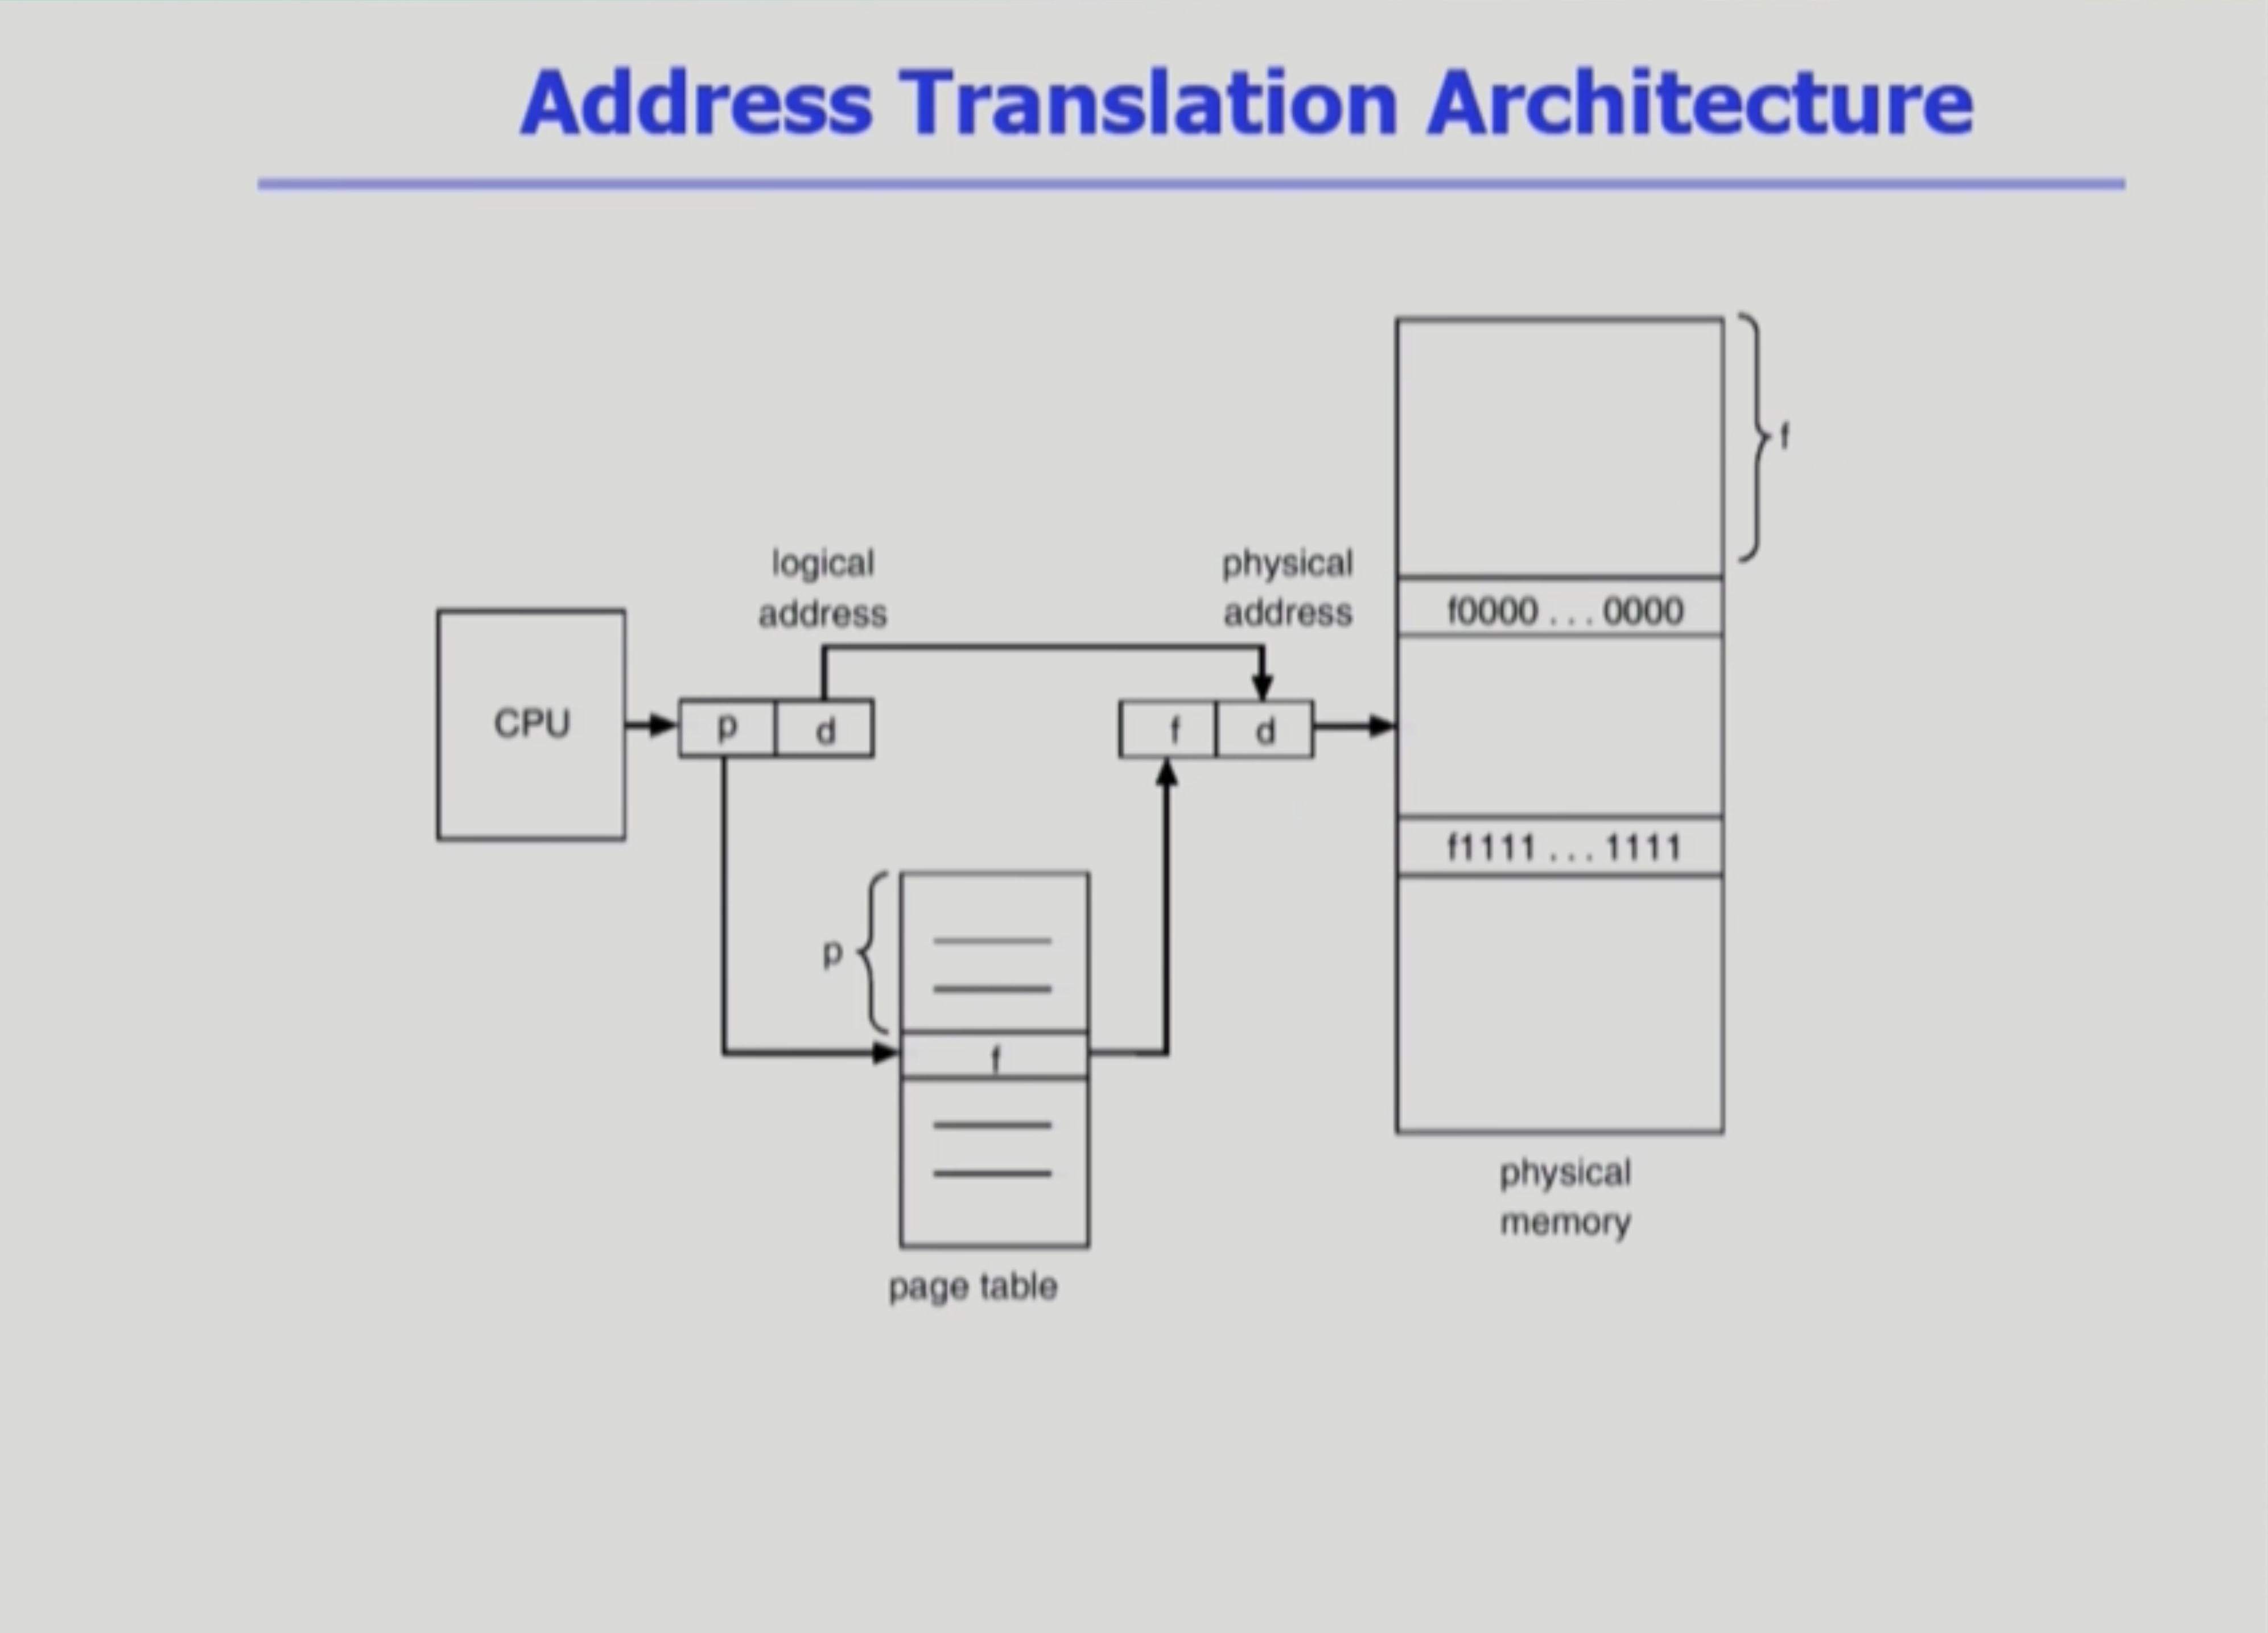 Address Translation Architecture
logical
address
physical
address
CPU
p
d
f
d
f
f0000 . . . 0000
f1111 . . . 1111
p
f
page table
physical
memory